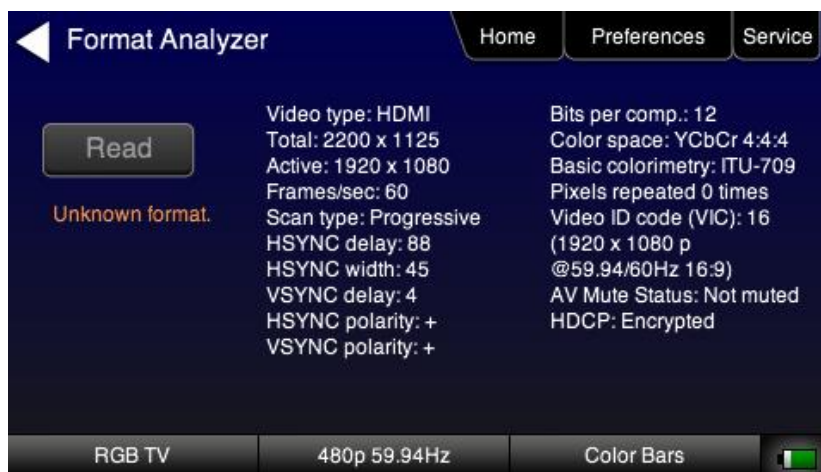 Format Analyzer
Home
Preferences
Service
Read
Unknown format.
Video type: HDMI
Total: 2200 x 1125
Active: 1920 x 1080
Frames/sec: 60
Scan type: Progressive
HSYNC delay: 88
HSYNC width: 45
VSYNC delay: 4
HSYNC polarity: +
VSYNC polarity: +
Bits per comp.: 12
Color space: YCbCr 4:4:4
Basic colorimetry: ITU-709
Pixels repeated 0 times
Video ID code (VIC): 16
(1920 x 1080 p
@59.94/60Hz 16:9)
AV Mute Status: Not muted
HDCP: Encrypted
RGB TV
480p 59.94Hz
Color Bars